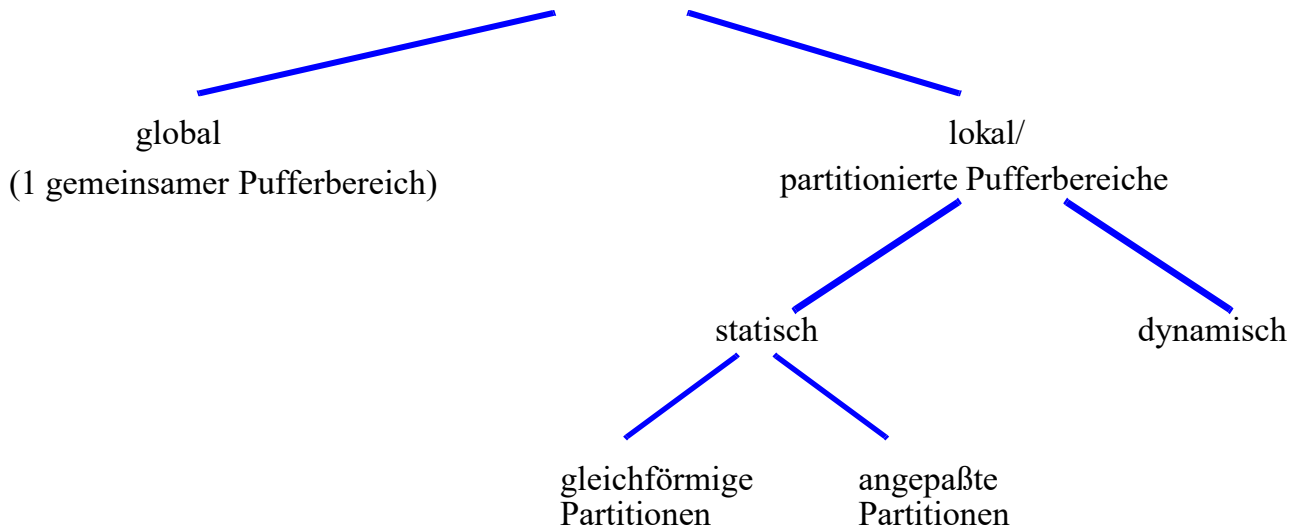 global
(1 gemeinsamer Pufferbereich)
lokal/
partitionierte Pufferbereiche
statisch
dynamisch
gleichförmige
Partitionen
angepaßte
Partitionen